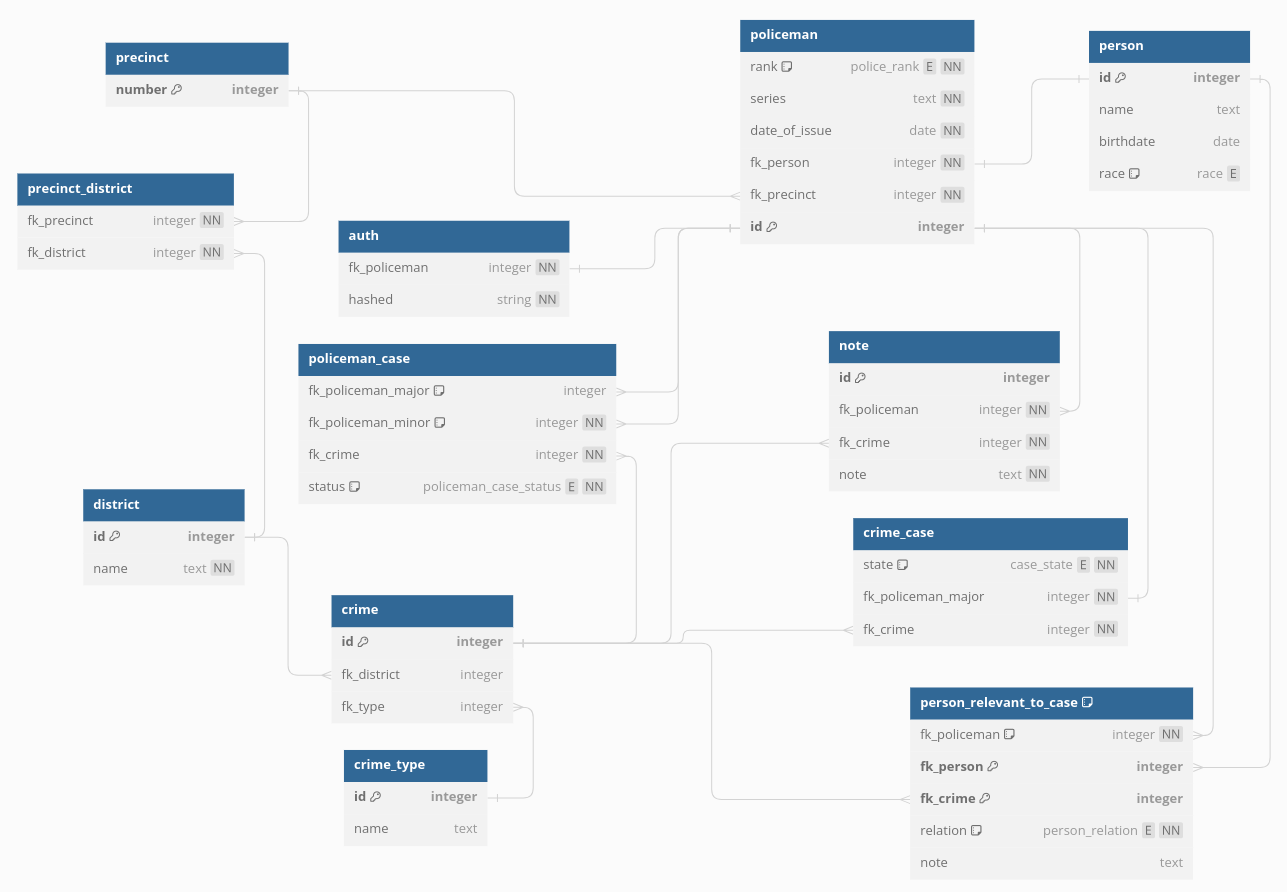 precinct
number integer
precinct_district
fk_precinct integer NN
fk_district integer NN
policeman
rank police_rank E NN
series text NN
date_of_issue date NN
fk_person integer NN
fk_precinct integer NN
id integer
person
id integer
name text
birthdate date
race race E
auth
fk_policeman integer NN
hashed string NN
policeman_case
fk_policeman_major integer
fk_policeman_minor integer NN
fk_crime integer NN
status policeman_case_status E NN
note
id integer
fk_policeman integer NN
fk_crime integer NN
note text NN
district
id integer
name text NN
crime_case
state case_state E NN
fk_policeman_major integer NN
fk_crime integer NN
crime
id integer
fk_district integer
fk_type integer
crime_type
id integer
name text
person_relevant_to_case
fk_policeman integer NN
fk_person integer
fk_crime integer
relation person_relation E NN
note text